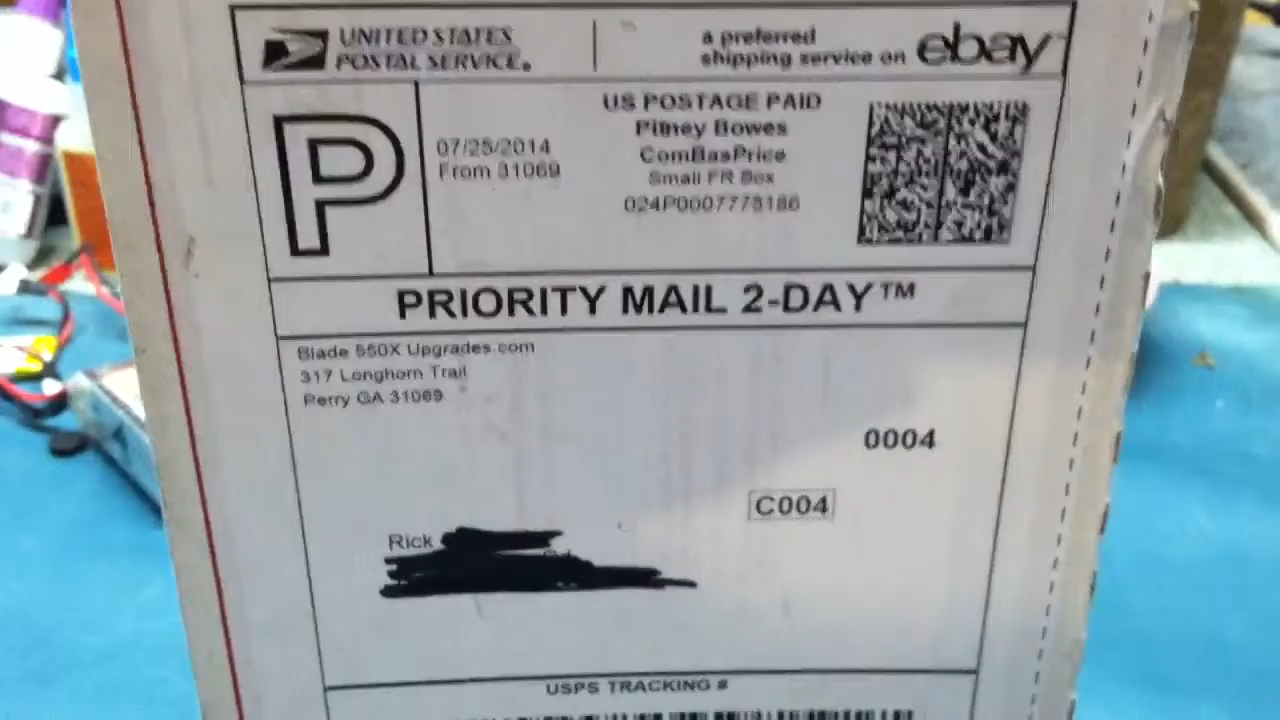 UNITED STATES
POSTAL SERVICE®
a preferred
shipping service on ebay
P
07/25/2014
From 31069
US POSTAGE PAID
Pitney Bowes
ComBasPrice
Small FR Box
024P0007778186
PRIORITY MAIL 2-DAY™
Blade 550X Upgrades.com
317 Longhorn Trail
Perry GA 31069
0004
C004
Rick
USPS TRACKING #